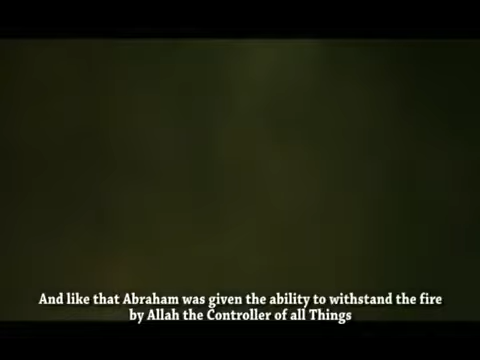 And like that Abraham was given the ability to withstand the fire
by Allah the Controller of all Things